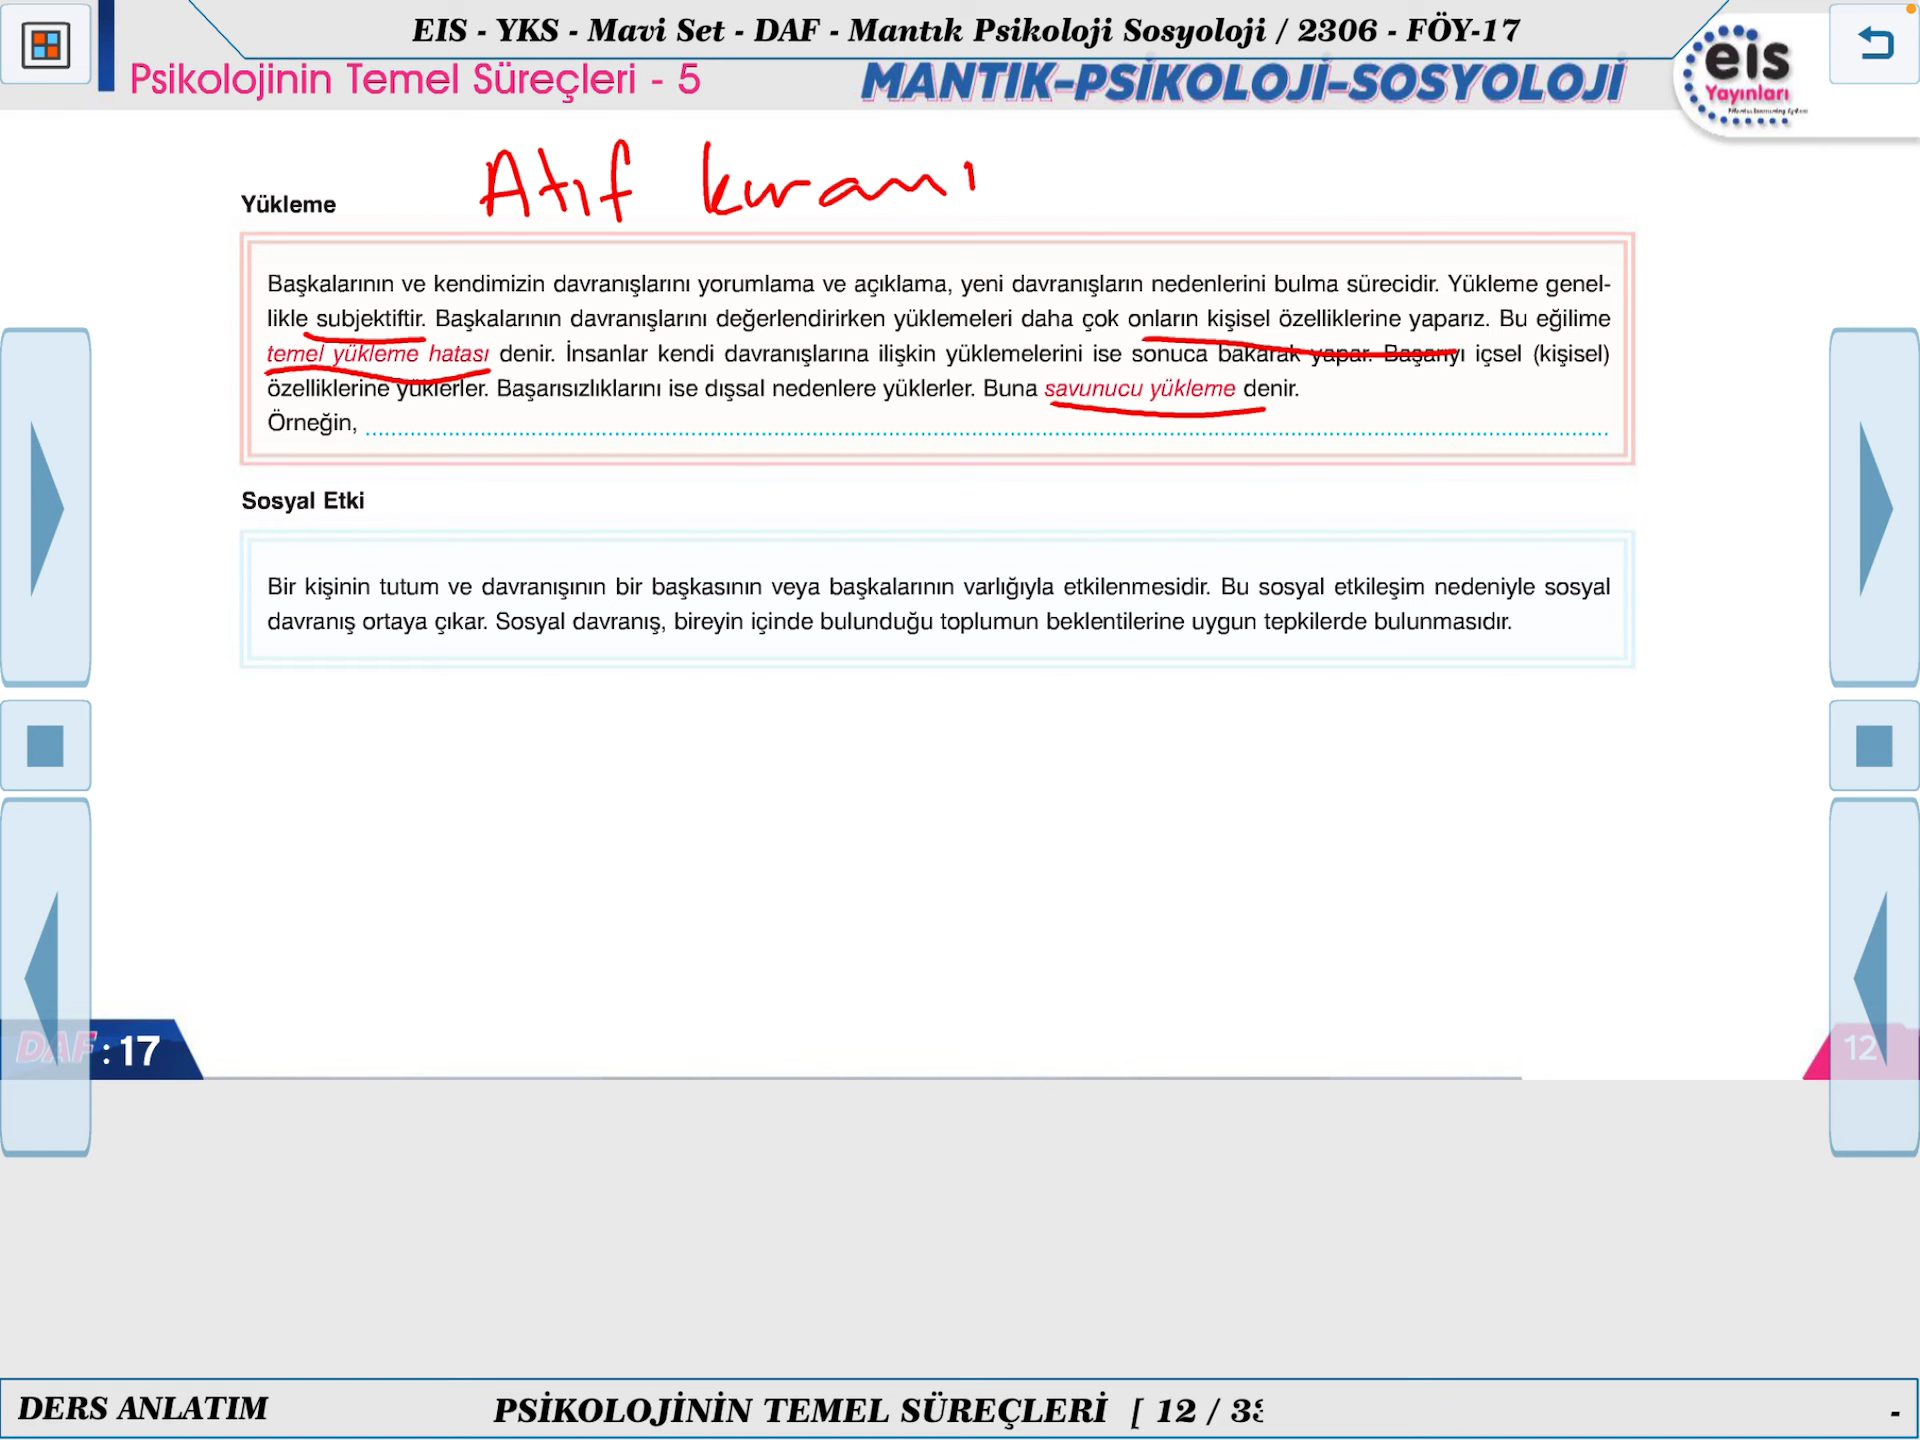 EIS - YKS - Mavi Set - DAF - Mantık Psikoloji Sosyoloji / 2306 - FÖY-17
Psikolojinin Temel Süreçleri - 5
MANTIK-PSİKOLOJİ-SOSYOLOJİ
eis
Yayınları
Atıf kuramı
Yükleme
Başkalarının ve kendimizin davranışlarını yorumlama ve açıklama, yeni davranışların nedenlerini bulma sürecidir. Yükleme genel-
likle subjektiftir. Başkalarının davranışlarını değerlendirirken yüklemeleri daha çok onların kişisel özelliklerine yaparız. Bu eğilime
temel yükleme hatası denir. İnsanlar kendi davranışlarına ilişkin yüklemelerini ise sonuca bakarak yapar. Başarıyı içsel (kişisel)
özelliklerine yüklerler. Başarısızlıklarını ise dışsal nedenlere yüklerler. Buna savunucu yükleme denir.
Örneğin,
Sosyal Etki
Bir kişinin tutum ve davranışının bir başkasının veya başkalarının varlığıyla etkilenmesidir. Bu sosyal etkileşim nedeniyle sosyal
davranış ortaya çıkar. Sosyal davranış, bireyin içinde bulunduğu toplumun beklentilerine uygun tepkilerde bulunmasıdır.
DAF : 17
12
DERS ANLATIM
PSİKOLOJİNİN TEMEL SÜREÇLERİ [ 12 / 3
-